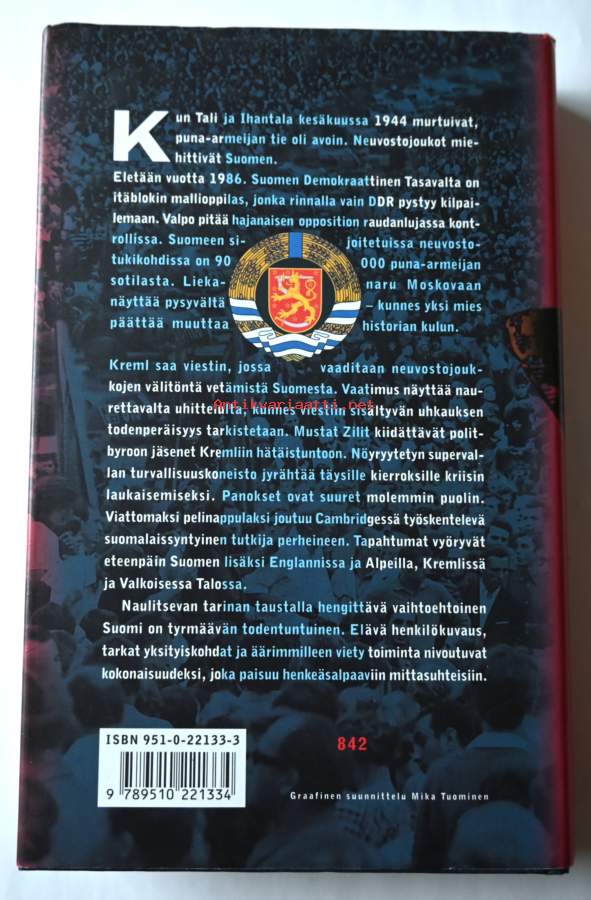 Kun Tali ja Ihantala kesäkuussa 1944 murtuivat,
puna-armeijan tie oli avoin. Neuvostojoukot mie-
hittivät Suomen.
Eletään vuotta 1986. Suomen Demokraattinen Tasavalta on
itäblokin mallioppilas, jonka rinnalla vain DDR pystyy kilpai-
lemaan. Valpo pitää hajanaisen opposition raudanlujassa kont-
rollissa. Suomeen si- joitetuissa neuvosto-
tukikohdissa on 90 000 puna-armeijan
sotilasta. Lieka- naru Moskovaan
näyttää pysyvältä – kunnes yksi mies
päättää muuttaa historian kulun.
Kreml saa viestin, jossa vaaditaan neuvostojouk-
kojen välitöntä vetämistä Suomesta. Vaatimus näyttää nau-
rettavalta uhittelulta, kunnes viestiin sisältyvän uhkauksen
Antikvariaatti.net
todenperäisyys tarkistetaan. Mustat Zilit kiidättävät polit-
byroon jäsenet Kremliin hätäistuntoon. Nöyryytetyn superval-
lan turvallisuuskoneisto jyrähtää täysille kierroksille kriisin
laukaisemiseksi. Panokset ovat suuret molemmin puolin.
Viattomaksi pelinappulaksi joutuu Cambridgessä työskentelevä
suomalaissyntyinen tutkija perheineen. Tapahtumat vyöryvät
eteenpäin Suomen lisäksi Englannissa ja Alpeilla, Kremlissä
ja Valkoisessa Talossa.
Naulitsevan tarinan taustalla hengittävä vaihtoehtoinen
Suomi on tyrmäävän todentuntuinen. Elävä henkilökuvaus,
tarkat yksityiskohdat ja äärimmilleen viety toiminta nivoutuvat
kokonaisuudeksi, joka paisuu henkeäsalpaaviin mittasuhteisiin.
ISBN 951-0-22133-3
842
9 789510 221334
Graafinen suunnittelu Mika Tuominen